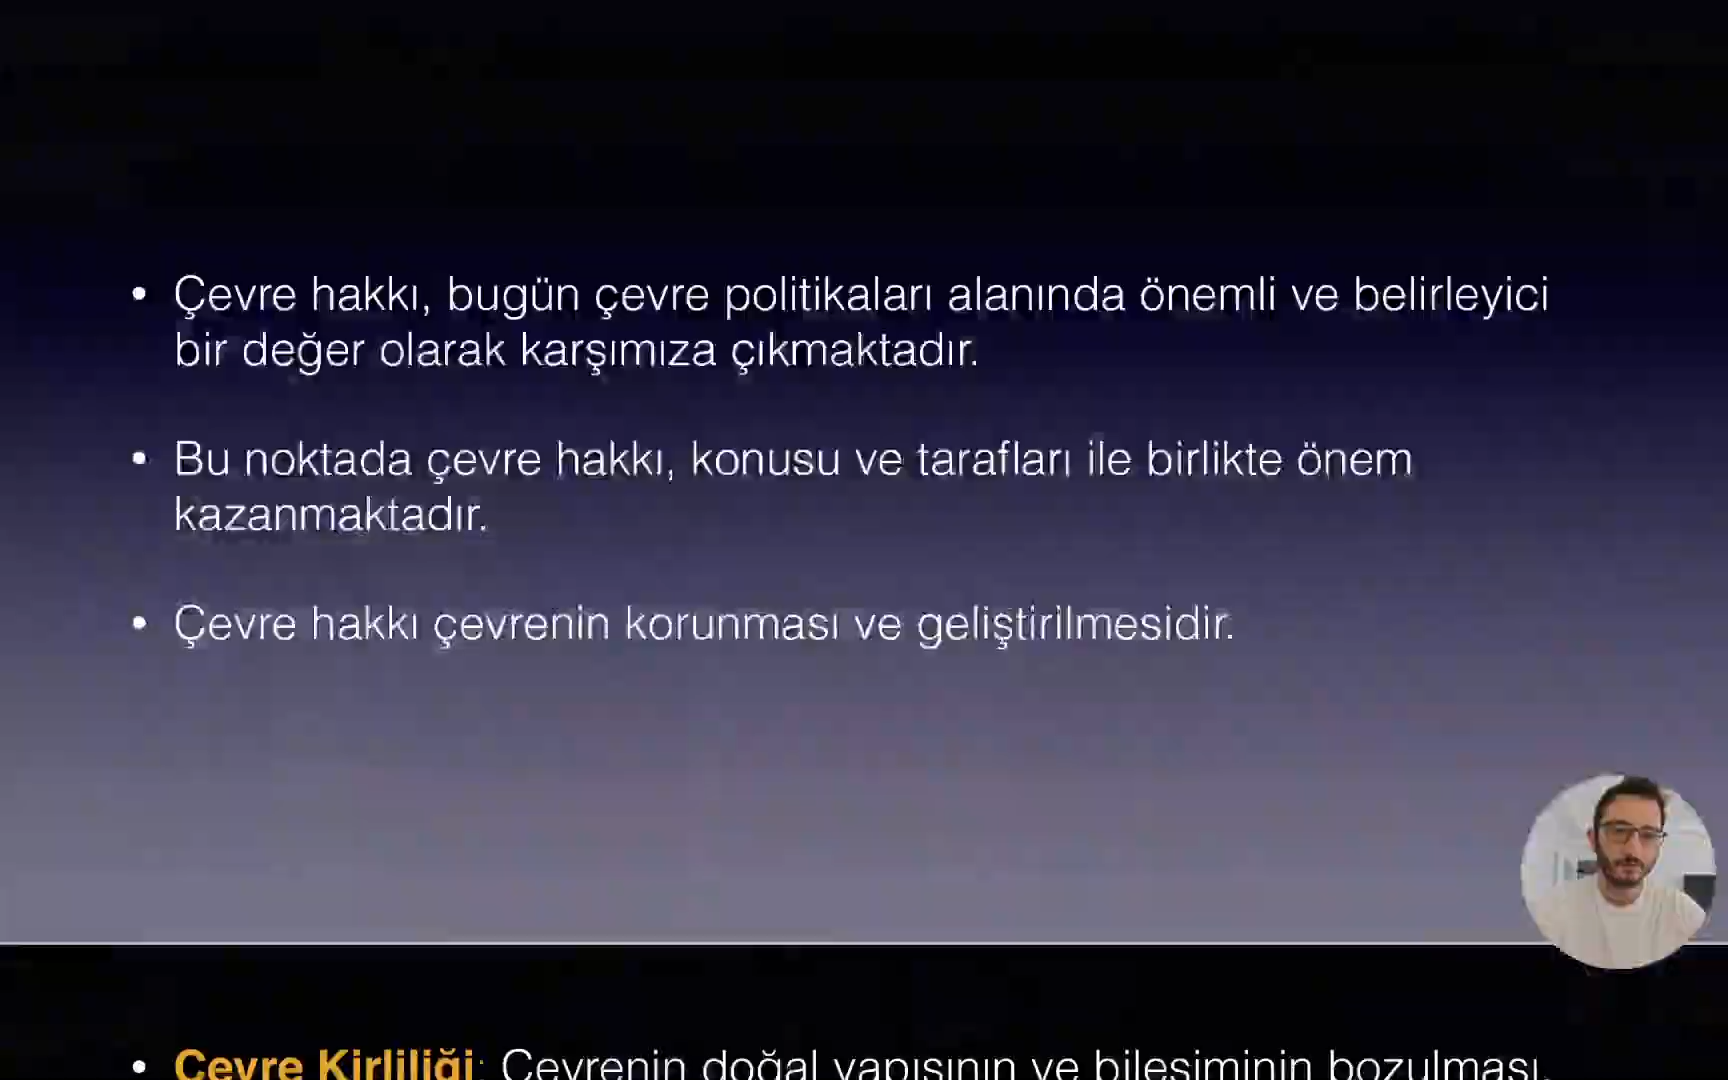 • Çevre hakkı, bugün çevre politikaları alanında önemli ve belirleyici
bir değer olarak karşımıza çıkmaktadır.
• Bu noktada çevre hakkı, konusu ve tarafları ile birlikte önem
kazanmaktadır.
• Çevre hakkı çevrenin korunması ve geliştirilmesidir.
• Çevre Kirliliği: Çevrenin doğal yapısının ve bileşiminin bozulması,